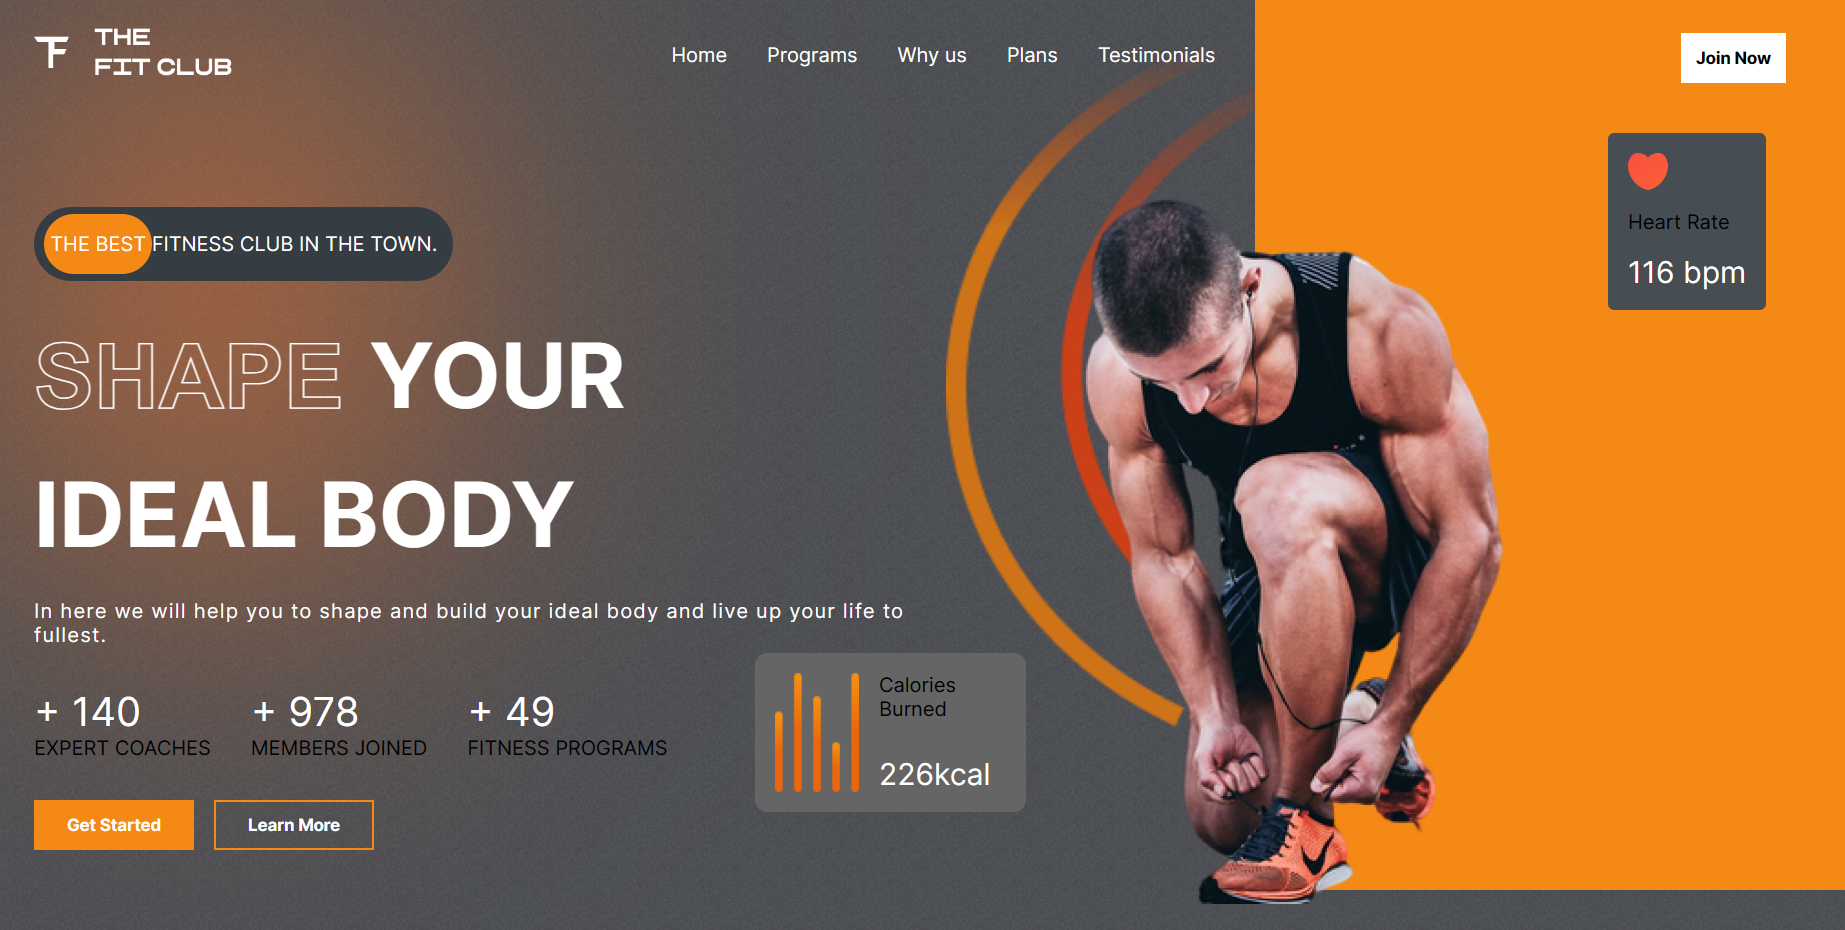 THE
FIT CLUB
Home Programs Why us Plans Testimonials
Join Now
Heart Rate
116 bpm
THE BEST FITNESS CLUB IN THE TOWN.
SHAPE YOUR
IDEAL BODY
In here we will help you to shape and build your ideal body and live up your life to
fullest.
+ 140 + 978 + 49
EXPERT COACHES MEMBERS JOINED FITNESS PROGRAMS
Calories
Burned
226kcal
Get Started Learn More